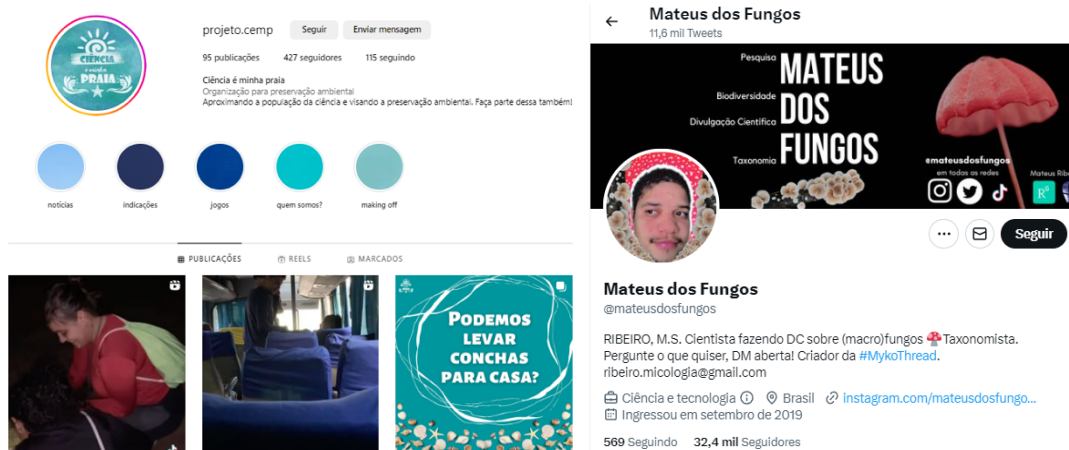 projeto.cemp
Seguir
Enviar mensagem
95 publicações
427 seguidores
115 seguindo
Ciência é minha praia
Organização para preservação ambiental
Aproximando a população da ciência e visando a preservação ambiental. Faça parte dessa também!
CIÊNCIA
é minha
PRAIA
notícias
indicações
jogos
quem somos?
making off
PUBLICAÇÕES
REELS
MARCADOS
PODEMOS
LEVAR
CONCHAS
PARA CASA?
Mateus dos Fungos
11,6 mil Tweets
Pesquisa
Biodiversidade
Divulgação Científica
Taxonomia
MATEUS
DOS
FUNGOS
@mateusdosfungos
em todas as redes
Mateus Ribe
Seguir
Mateus dos Fungos
@mateusdosfungos
RIBEIRO, M.S. Cientista fazendo DC sobre (macro)fungos 🍄Taxonomista.
Pergunte o que quiser, DM aberta! Criador da #MykoThread.
ribeiro.micologia@gmail.com
Ciência e tecnologia Brasil instagram.com/mateusdosfungo...
Ingressou em setembro de 2019
569 Seguindo 32,4 mil Seguidores